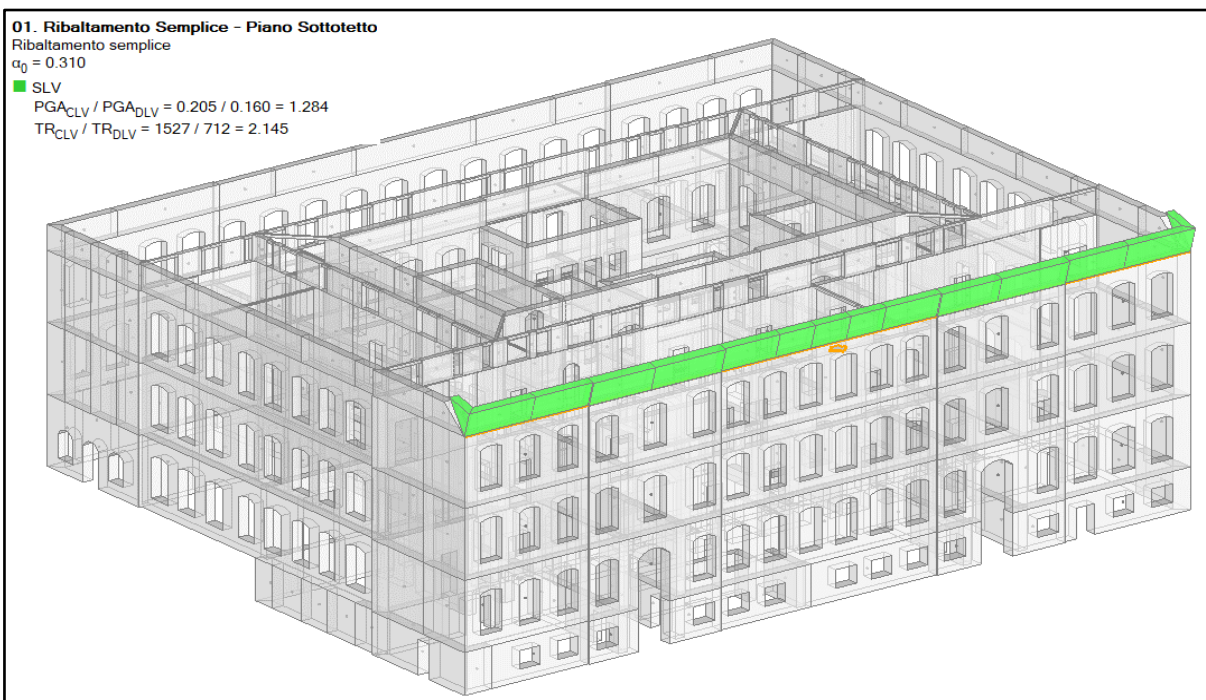 01. Ribaltamento Semplice - Piano Sottotetto
Ribaltamento semplice
α0 = 0.310
SLV
PGACLV / PGADLV = 0.205 / 0.160 = 1.284
TRCLV / TRDLV = 1527 / 712 = 2.145